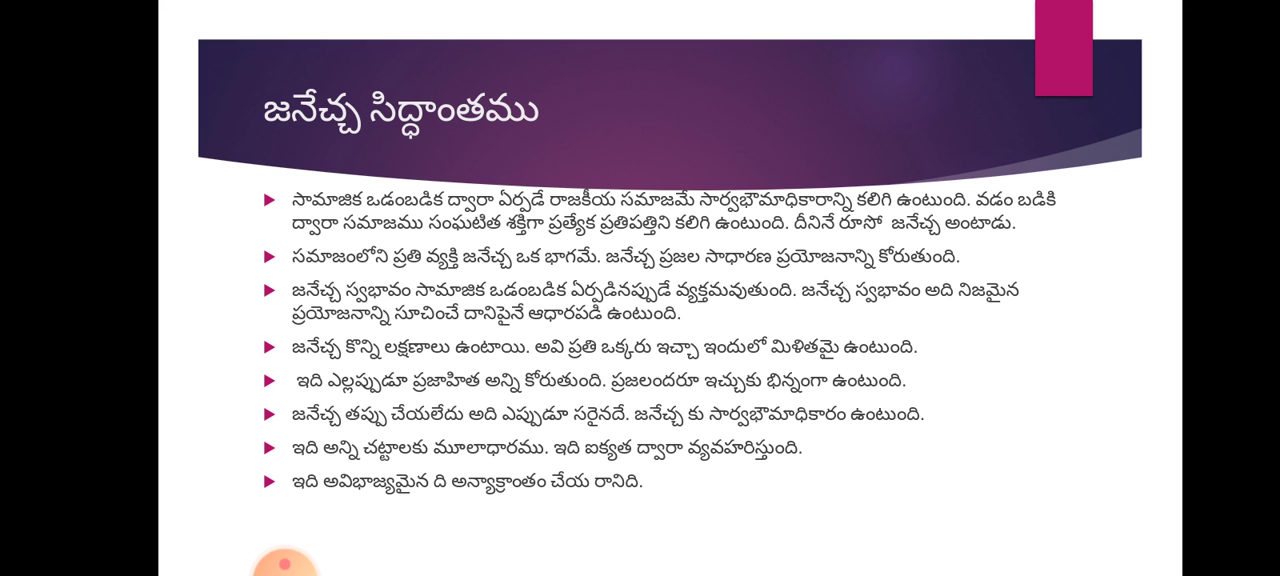 జనేచ్ఛ సిద్ధాంతము
సామాజిక ఒడంబడిక ద్వారా ఏర్పడే రాజకీయ సమాజమే సార్వభౌమాధికారాన్ని కలిగి ఉంటుంది. వడం బడికి
ద్వారా సమాజము సంఘటిత శక్తిగా ప్రత్యేక ప్రతిపత్తిని కలిగి ఉంటుంది. దీనినే రూసో జనేచ్ఛ అంటాడు.
సమాజంలోని ప్రతి వ్యక్తి జనేచ్ఛ ఒక భాగమే. జనేచ్ఛ ప్రజల సాధారణ ప్రయోజనాన్ని కోరుతుంది.
జనేచ్ఛ స్వభావం సామాజిక ఒడంబడిక ఏర్పడినప్పుడే వ్యక్తమవుతుంది. జనేచ్ఛ స్వభావం అది నిజమైన
ప్రయోజనాన్ని సూచించే దానిపైనే ఆధారపడి ఉంటుంది.
జనేచ్ఛ కొన్ని లక్షణాలు ఉంటాయి. అవి ప్రతి ఒక్కరు ఇచ్చా ఇందులో మిళితమై ఉంటుంది.
ఇది ఎల్లప్పుడూ ప్రజాహిత అన్ని కోరుతుంది. ప్రజలందరూ ఇచ్చుకు భిన్నంగా ఉంటుంది.
జనేచ్ఛ తప్పు చేయలేదు అది ఎప్పుడూ సరైనదే. జనేచ్ఛ కు సార్వభౌమాధికారం ఉంటుంది.
ఇది అన్ని చట్టాలకు మూలాధారము. ఇది ఐక్యత ద్వారా వ్యవహరిస్తుంది.
ఇది అవిభాజ్యమైన ది అన్యాక్రాంతం చేయ రానిది.